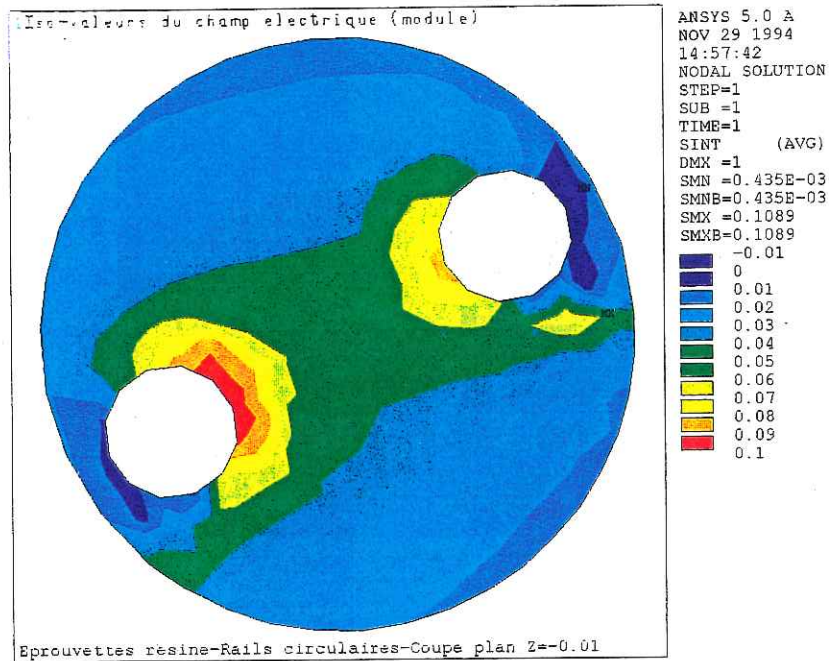 Iso-valeurs du champ electrique (module)
ANSYS 5.0 A
NOV 29 1994
14:57:42
NODAL SOLUTION
STEP=1
SUB =1
TIME=1
SINT (AVG)
DMX =1
SMN =0.435E-03
SMNB=0.435E-03
SMX =0.1089
SMXB=0.1089
-0.01
0
0.01
0.02
0.03
0.04
0.05
0.06
0.07
0.08
0.09
0.1
Eprouvettes resine-Rails circulaires-Coupe plan Z=-0.01